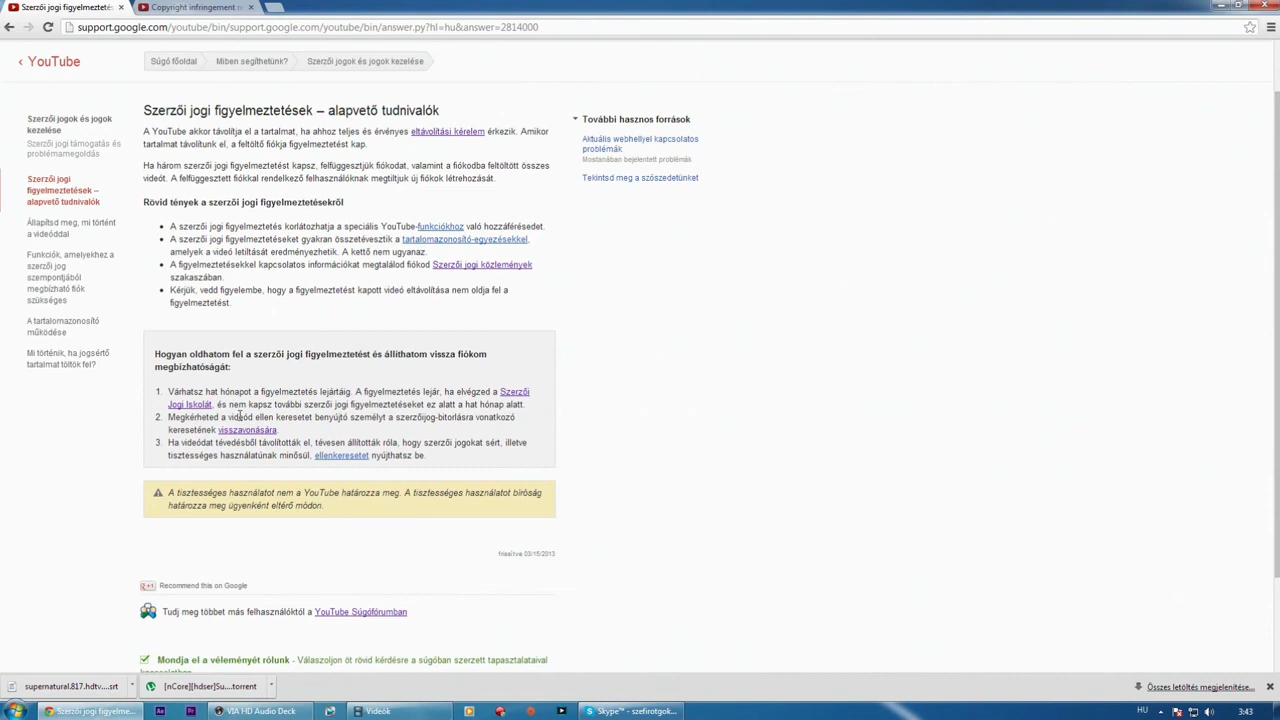 Szerzői jogi figyelmezteté
Copyright infringement n
support.google.com/youtube/bin/support.google.com/youtube/bin/answer.py?hl=hu&answer=2814000
YouTube
Súgó főoldal
Miben segíthetünk?
Szerzői jogok és jogok kezelése
Szerzői jogok és jogok
kezelése
Szerzői jogi támogatás és
problémamegoldás
Szerzői jogi
figyelmeztetések –
alapvető tudnivalók
Állapítsd meg, mi történt
a videóddal
Funkciók, amelyekhez a
szerzői jog
szempontjából
megbízható fiók
szükséges
A tartalomazonosító
működése
Mi történik, ha jogsértő
tartalmat töltök fel?
Szerzői jogi figyelmeztetések – alapvető tudnivalók
A YouTube akkor távolítja el a tartalmat, ha ahhoz teljes és érvényes eltávolítási kérelem érkezik. Amikor
tartalmat távolítunk el, a feltöltő fiókja figyelmeztetést kap.
Ha három szerzői jogi figyelmeztetést kapsz, felfüggesztjük fiókodat, valamint a fiókodba feltöltött összes
videót. A felfüggesztett fiókkal rendelkező felhasználóknak megtiltjuk új fiókok létrehozását.
Rövid tények a szerzői jogi figyelmeztetésekről
A szerzői jogi figyelmeztetés korlátozhatja a speciális YouTube-funkciókhoz való hozzáférésedet.
A szerzői jogi figyelmeztetéseket gyakran összetévesztik a tartalomazonosító-egyezésekkel,
amelyek a videó letiltását eredményezhetik. A kettő nem ugyanaz.
A figyelmeztetésekkel kapcsolatos információkat megtalálod fiókod Szerzői jogi közlemények
szakaszában.
Kérjük, vedd figyelembe, hogy a figyelmeztetést kapott videó eltávolítása nem oldja fel a
figyelmeztetést.
Hogyan oldhatom fel a szerzői jogi figyelmeztetést és állíthatom vissza fiókom
megbízhatóságát:
1. Várhatsz hat hónapot a figyelmeztetés lejártáig. A figyelmeztetés lejár, ha elvégzed a Szerzői
Jogi Iskolát, és nem kapsz további szerzői jogi figyelmeztetéseket ez alatt a hat hónap alatt.
2. Megkérheted a videód ellen keresetet benyújtó személyt a szerzőijog-bitorlásra vonatkozó
keresetének visszavonására.
3. Ha videódat tévedésből távolították el, tévesen állították róla, hogy szerzői jogokat sért, illetve
tisztességes használatúnak minősül, ellenkeresetet nyújthatsz be.
A tisztességes használatot nem a YouTube határozza meg. A tisztességes használatot bíróság
határozza meg ügyenként eltérő módon.
frissítve 03/15/2013
+1 Recommend this on Google
Tudj meg többet más felhasználóktól a YouTube Súgófórumban
Mondja el a véleményét rólunk - Válaszoljon öt rövid kérdésre a súgóban szerzett tapasztalataival
kapcsolatban
További hasznos források
Aktuális webhellyel kapcsolatos
problémák
Mostanában bejelentett problémák
Tekintsd meg a szószedetünket
supernatural.817.hdtv....srt
[nCore][hdser]Su....torrent
Összes letöltés megjelenítése...
Szerzői jogi figyelme...
Ae
Pr
VIA HD Audio Deck
Videók
Skype™ - szefirotgok...
HU
3:43